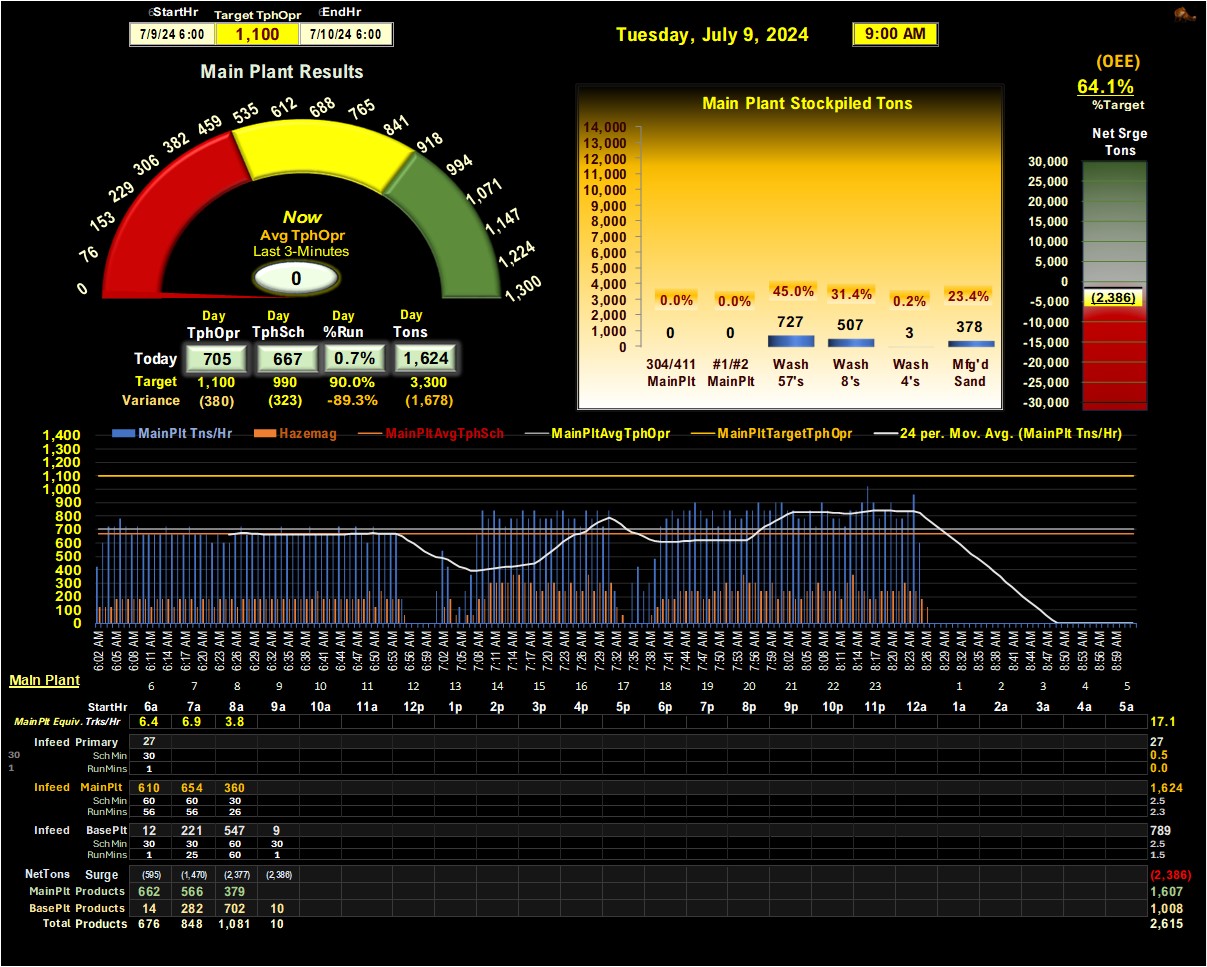 StartHr Target TphOpr EndHr
7/9/24 6:00 1,100 7/10/24 6:00
Tuesday, July 9, 2024 9:00 AM
Main Plant Results
0 76 153 229 306 382 459 535 612 688 765 841 918 994 1,071 1,147 1,224 1,300
Now
Avg TphOpr
Last 3-Minutes
0
Day Day Day Day
TphOpr TphSch %Run Tons
Today 705 667 0.7% 1,624
Target 1,100 990 90.0% 3,300
Variance (380) (323) -89.3% (1,678)
Main Plant Stockpiled Tons
14,000
13,000
12,000
11,000
10,000
9,000
8,000
7,000
6,000
5,000
4,000
3,000
2,000
1,000
0
0.0% 0.0% 45.0% 31.4% 0.2% 23.4%
0 0 727 507 3 378
304/411 #1/#2 Wash Wash Wash Mfg'd
MainPlt MainPlt 57's 8's 4's Sand
(OEE)
64.1%
%Target
Net Srge
Tons
30,000
25,000
20,000
15,000
10,000
5,000
0
(2,386)
-5,000
-10,000
-15,000
-20,000
-25,000
-30,000
MainPlt Tns/Hr Hazemag MainPltAvgTphSch MainPltAvgTphOpr MainPltTargetTphOpr 24 per. Mov. Avg. (MainPlt Tns/Hr)
1,400
1,300
1,200
1,100
1,000
900
800
700
600
500
400
300
200
100
0
6:02 AM 6:05 AM 6:08 AM 6:11 AM 6:14 AM 6:17 AM 6:20 AM 6:23 AM 6:26 AM 6:29 AM 6:32 AM 6:35 AM 6:38 AM 6:41 AM 6:44 AM 6:47 AM 6:50 AM 6:53 AM 6:56 AM 6:59 AM 7:02 AM 7:05 AM 7:08 AM 7:11 AM 7:14 AM 7:17 AM 7:20 AM 7:23 AM 7:26 AM 7:29 AM 7:32 AM 7:35 AM 7:38 AM 7:41 AM 7:44 AM 7:47 AM 7:50 AM 7:53 AM 7:56 AM 7:59 AM 8:02 AM 8:05 AM 8:08 AM 8:11 AM 8:14 AM 8:17 AM 8:20 AM 8:23 AM 8:26 AM 8:29 AM 8:32 AM 8:35 AM 8:38 AM 8:41 AM 8:44 AM 8:47 AM 8:50 AM 8:53 AM 8:56 AM 8:59 AM
Main Plant
6 7 8 9 10 11 12 13 14 15 16 17 18 19 20 21 22 23 1 2 3 4 5
StartHr 6a 7a 8a 9a 10a 11a 12p 1p 2p 3p 4p 5p 6p 7p 8p 9p 10p 11p 12a 1a 2a 3a 4a 5a
MainPlt Equiv. Trks/Hr 6.4 6.9 3.8 17.1
Infeed Primary 27 27
30 SchMin 30 0.5
1 RunMins 1 0.0
Infeed MainPlt 610 654 360 1,624
SchMin 60 60 30 2.5
RunMins 56 56 26 2.3
Infeed BasePlt 12 221 547 9 789
SchMin 30 30 60 30 2.5
RunMins 1 25 60 1 1.5
NetTons Surge (595) (1,470) (2,377) (2,386) (2,386)
MainPlt Products 662 566 379 1,607
BasePlt Products 14 282 702 10 1,008
Total Products 676 848 1,081 10 2,615